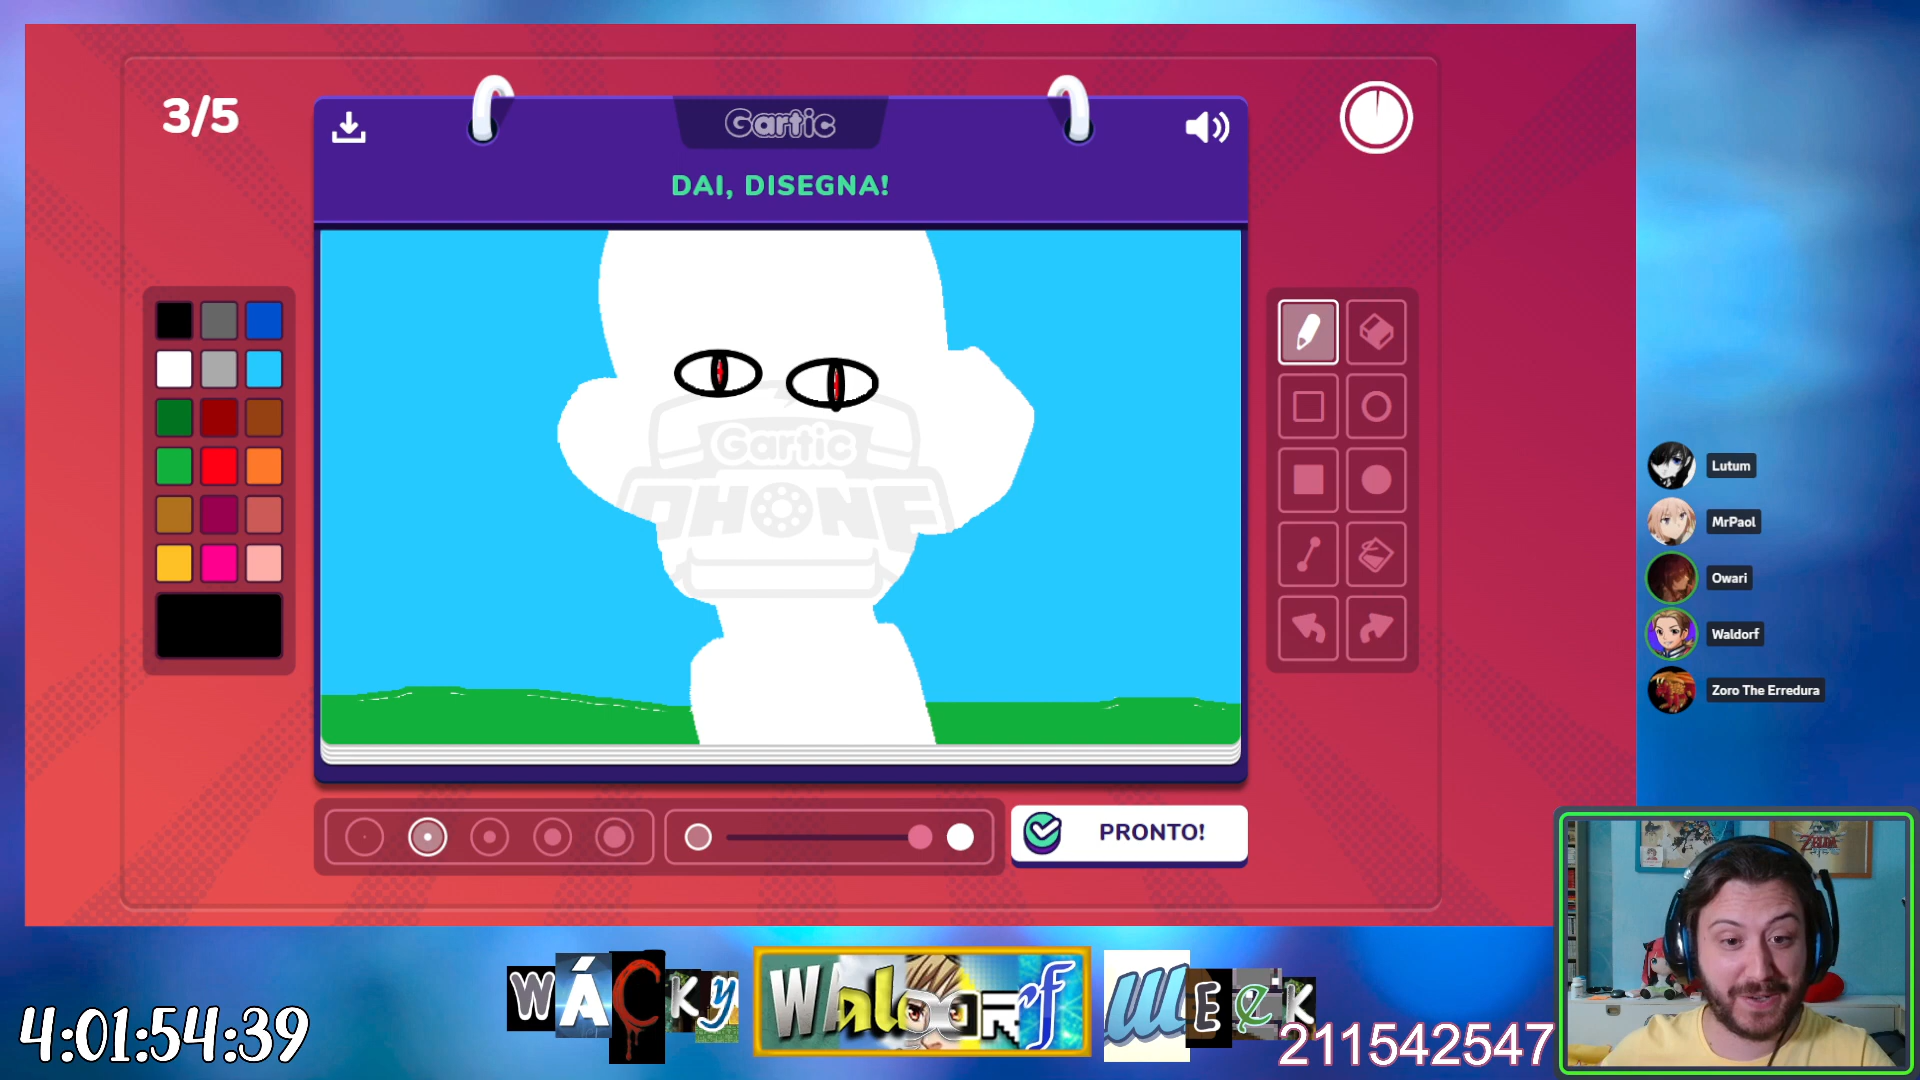 3/5
Gartic
DAI, DISEGNA!
Gartic
PHONE
PRONTO!
Lutum
MrPaol
Owari
Waldorf
Zoro The Erredura
WÁCKY
Waldorf
WEEK
4:01:54:39
211542547
ZELDA